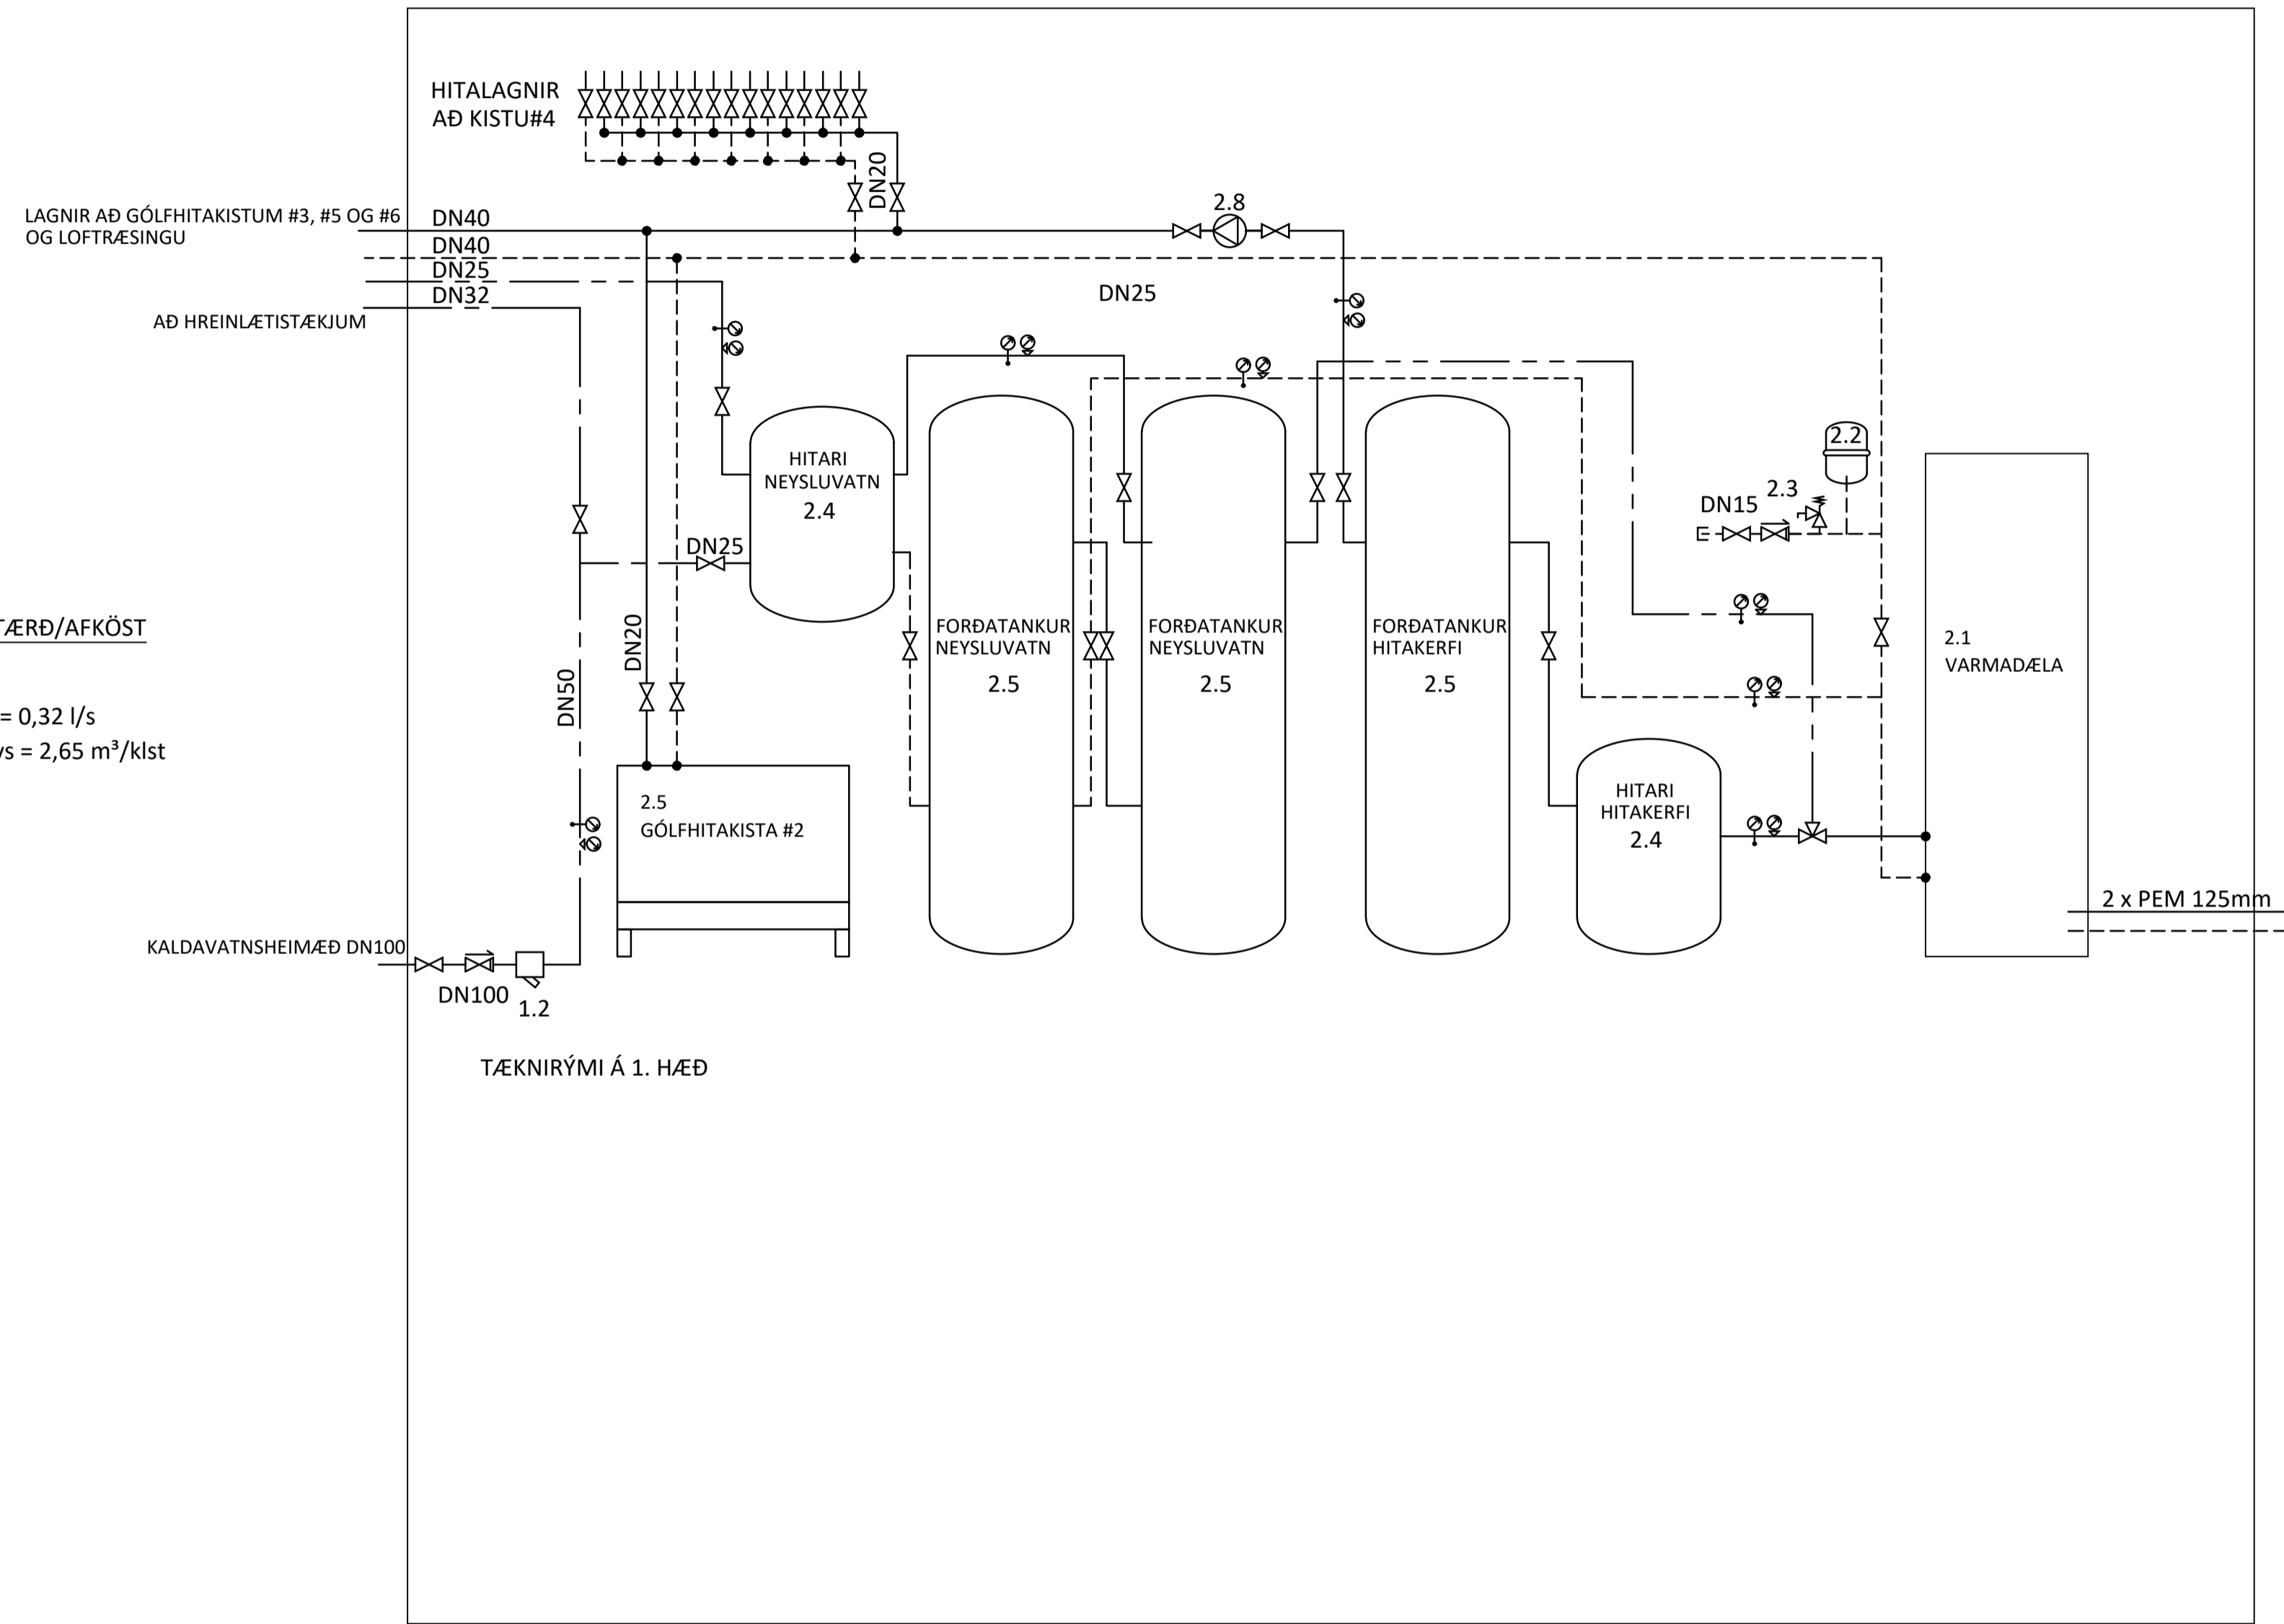 HITALAGNIR
AÐ KISTU#4
DN20
LAGNIR AÐ GÓLFHITAKISTUM #3, #5 OG #6
OG LOFTRÆSINGU
DN40
DN40
DN25
DN32
AÐ HREINLÆTISTÆKJUM
2.8
DN25
HITARI
NEYSLUVATN
2.4
DN25
2.2
2.3
DN15
TÆRÐ/AFKÖST
= 0,32 l/s
vs = 2,65 m³/klst
DN50
DN20
FORÐATANKUR
NEYSLUVATN
2.5
FORÐATANKUR
NEYSLUVATN
2.5
FORÐATANKUR
HITAKERFI
2.5
2.1
VARMADÆLA
2.5
GÓLFHITAKISTA #2
HITARI
HITAKERFI
2.4
2 x PEM 125mm
KALDAVATNSHEIMÆÐ DN100
DN100
1.2
TÆKNIRÝMI Á 1. HÆÐ